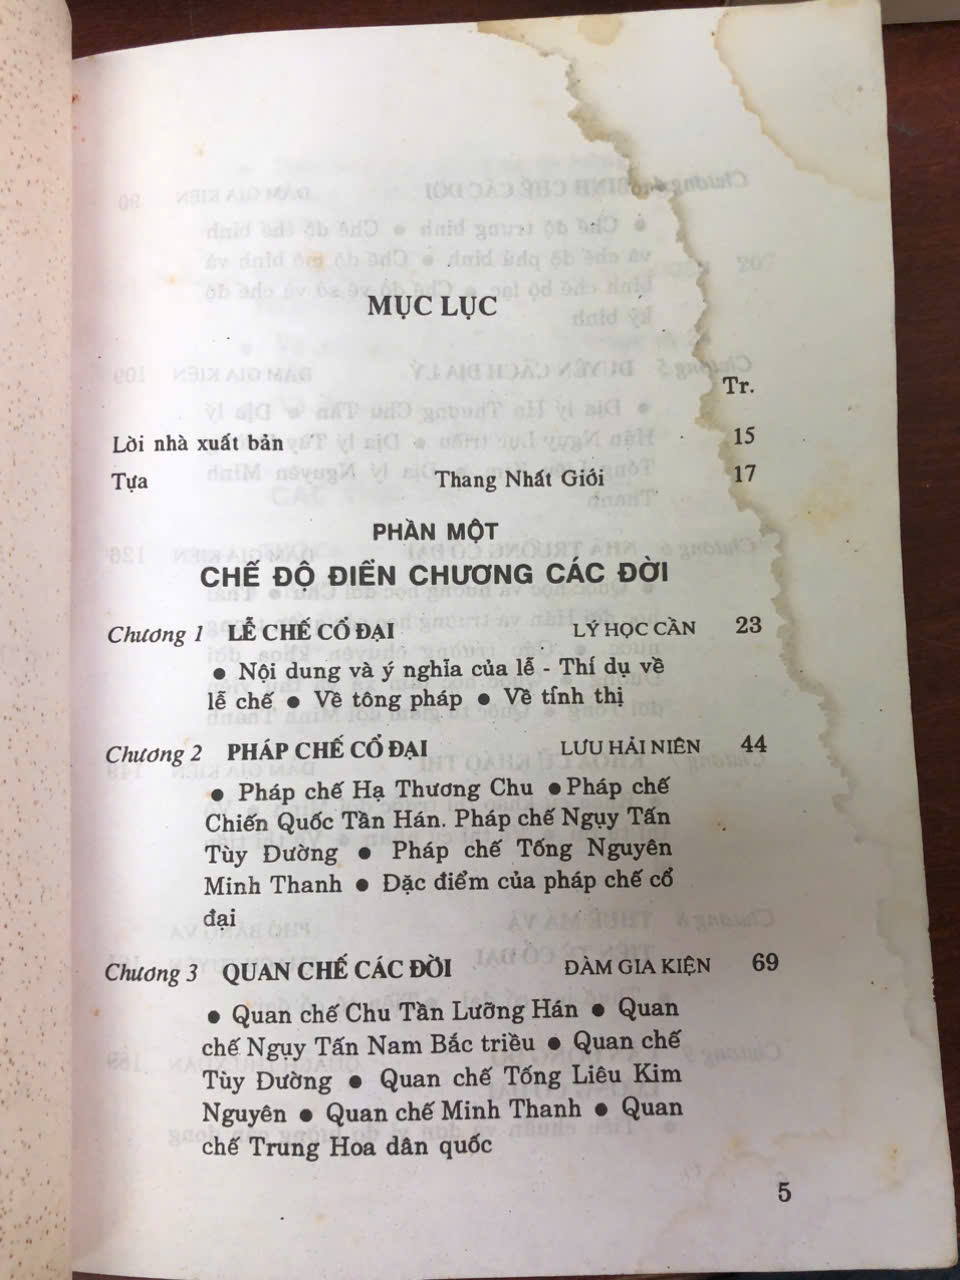 MỤC LỤC
Tr.
Lời nhà xuất bản 15
Tựa Thang Nhất Giới 17
PHẦN MỘT
CHẾ ĐỘ ĐIỂN CHƯƠNG CÁC ĐỜI
Chương 1 LỄ CHẾ CỔ ĐẠI LÝ HỌC CẦN 23
● Nội dung và ý nghĩa của lễ - Thí dụ về
lễ chế ● Về tông pháp ● Về tỉnh thị
Chương 2 PHÁP CHẾ CỔ ĐẠI LƯU HẢI NIÊN 44
● Pháp chế Hạ Thương Chu ●Pháp chế
Chiến Quốc Tần Hán. Pháp chế Ngụy Tấn
Tùy Đường ● Pháp chế Tống Nguyên
Minh Thanh ● Đặc điểm của pháp chế cổ
đại
Chương 3 QUAN CHẾ CÁC ĐỜI ĐÀM GIA KIỆN 69
● Quan chế Chu Tần Lưỡng Hán ● Quan
chế Ngụy Tấn Nam Bắc triều ● Quan chế
Tùy Đường ● Quan chế Tống Liêu Kim
Nguyên ● Quan chế Minh Thanh ● Quan
chế Trung Hoa dân quốc
5